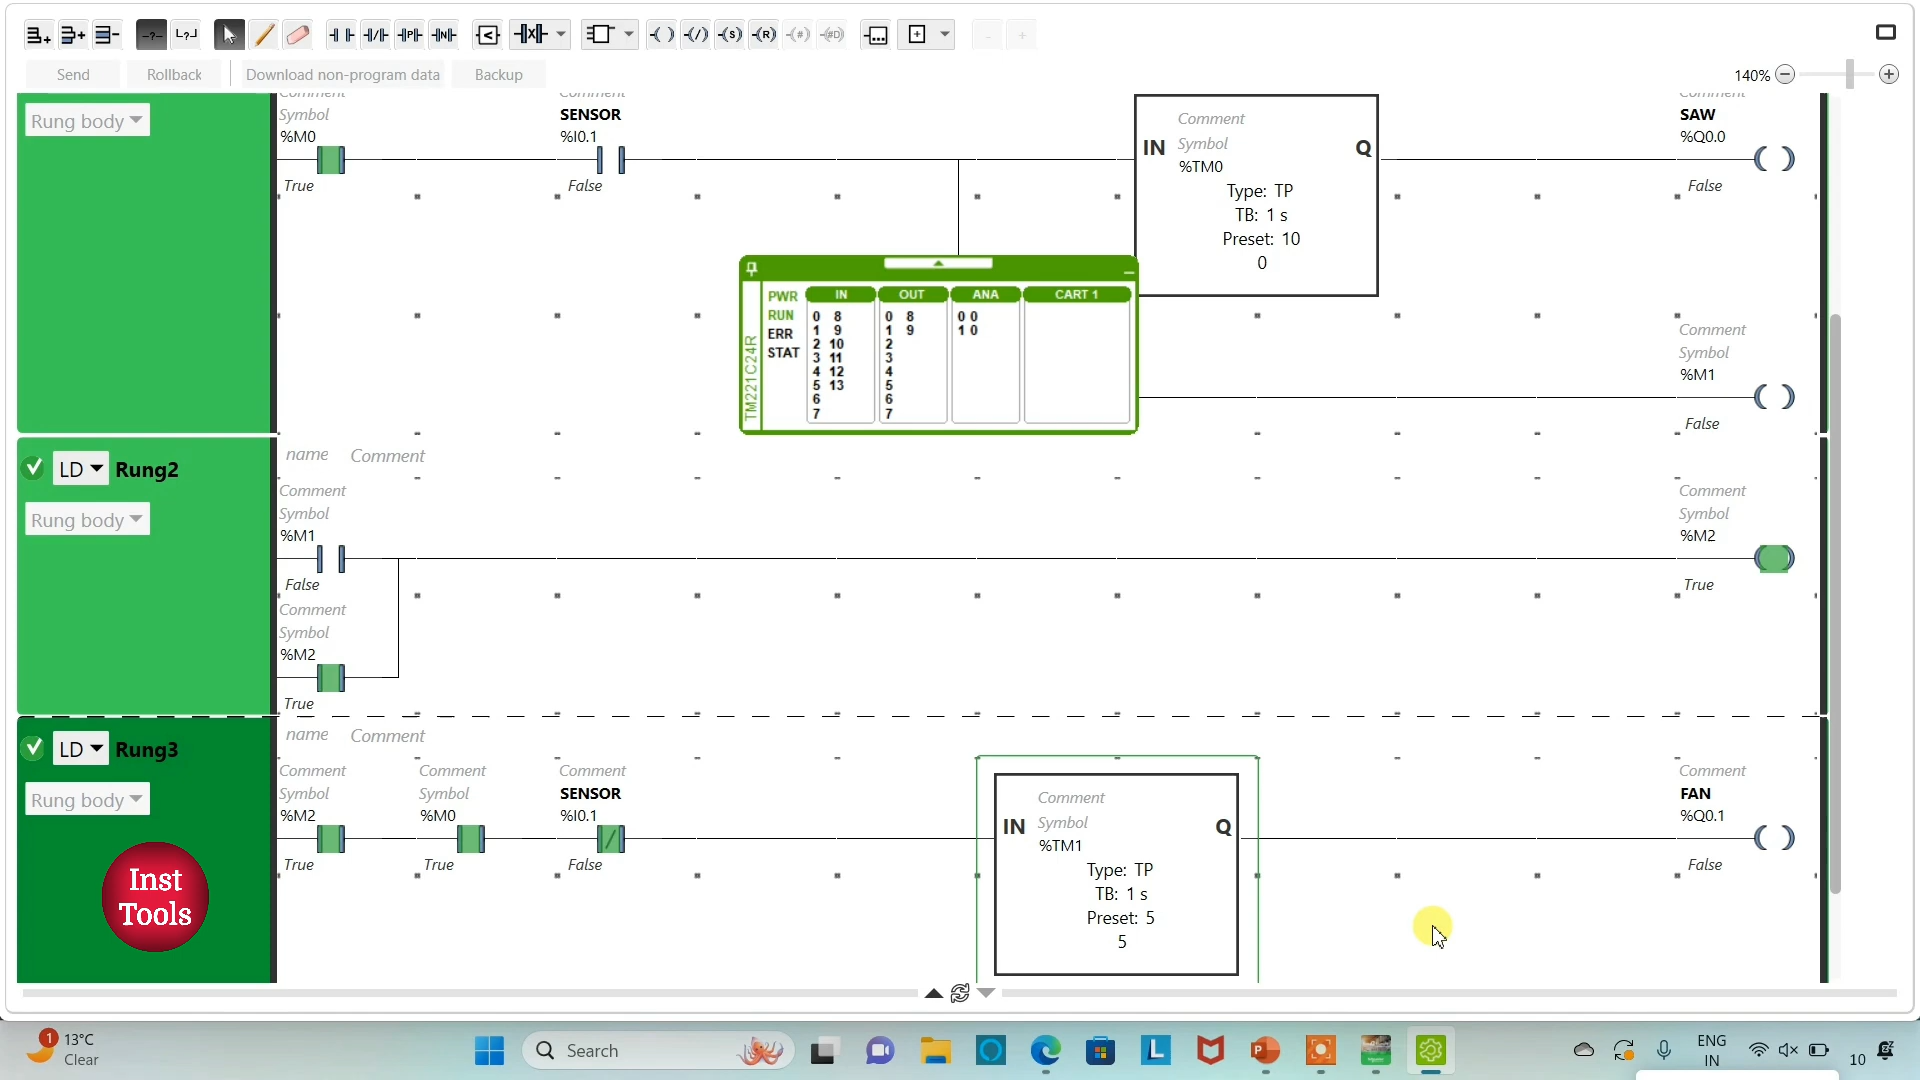 Send
Rollback
Download non-program data
Backup
140%
Rung body
Symbol
%M0
True
SENSOR
%I0.1
False
IN
Comment
Symbol
%TM0
Q
Type: TP
TB: 1 s
Preset: 10
0
SAW
%Q0.0
False
PWR
RUN
ERR
STAT
TM221C24R
IN
OUT
ANA
CART 1
0 8
1 9
2 10
3 11
4 12
5 13
6
7
0 8
1 9
2
3
4
5
6
7
0 0
1 0
Comment
Symbol
%M1
False
LD
Rung2
name
Comment
Rung body
Comment
Symbol
%M1
False
Comment
Symbol
%M2
True
Comment
Symbol
%M2
True
LD
Rung3
name
Comment
Rung body
Comment
Symbol
%M2
True
Comment
Symbol
%M0
True
Comment
SENSOR
%I0.1
False
IN
Comment
Symbol
%TM1
Q
Type: TP
TB: 1 s
Preset: 5
5
Comment
FAN
%Q0.1
False
Inst
Tools
1
13°C
Clear
Search
ENG
IN
10